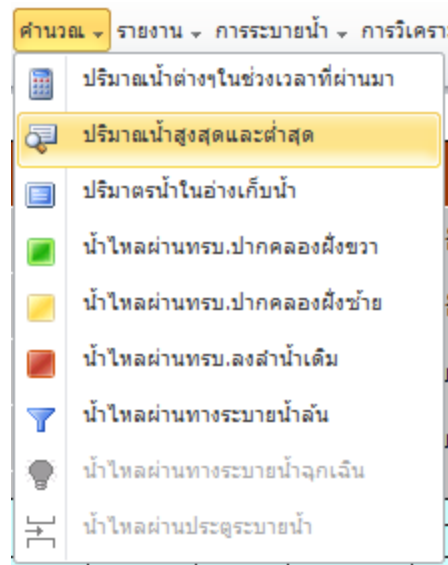 คำนวณ รายงาน การระบายน้ำ การวิเครา
ปริมาณน้ำต่างๆในช่วงเวลาที่ผ่านมา
ปริมาณน้ำสูงสุดและต่ำสุด
ปริมาตรน้ำในอ่างเก็บน้ำ
น้ำไหลผ่านทรบ.ปากคลองฝั่งขวา
น้ำไหลผ่านทรบ.ปากคลองฝั่งซ้าย
น้ำไหลผ่านทรบ.ลงลำน้ำเดิม
น้ำไหลผ่านทางระบายน้ำล้น
น้ำไหลผ่านทางระบายน้ำฉุกเฉิน
น้ำไหลผ่านประตูระบายน้ำ